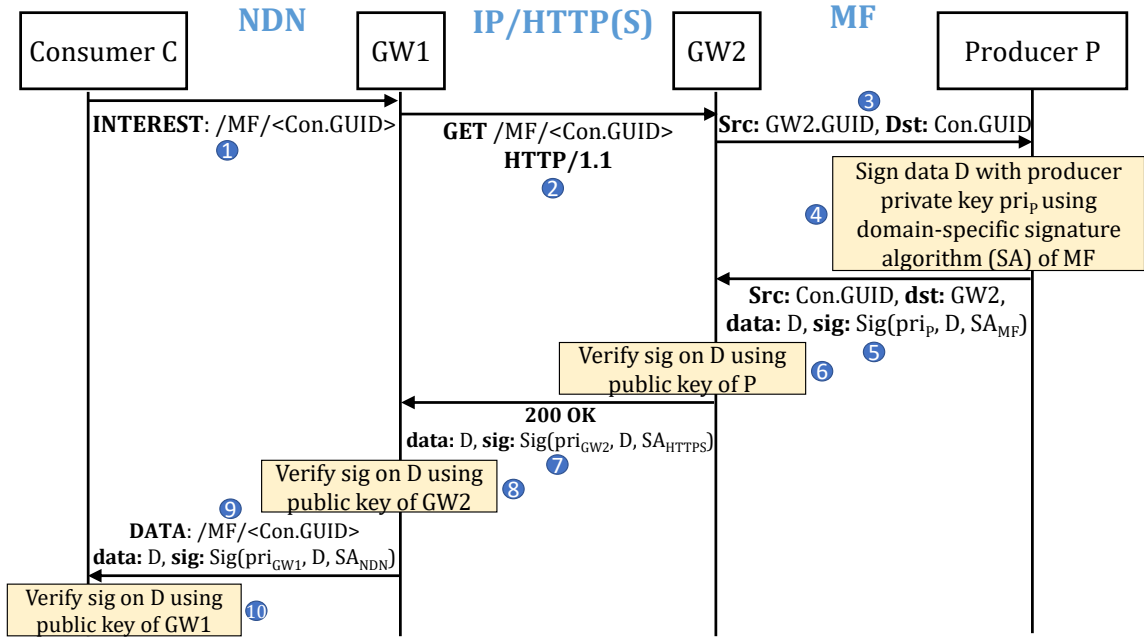 NDN
IP/HTTP(S)
MF
Consumer C
GW1
GW2
Producer P
INTEREST: /MF/<Con.GUID>
1
GET /MF/<Con.GUID>
HTTP/1.1
2
3
Src: GW2.GUID, Dst: Con.GUID
4
Sign data D with producer
private key priP using
domain-specific signature
algorithm (SA) of MF
Src: Con.GUID, dst: GW2,
data: D, sig: Sig(priP, D, SAMF)
5
Verify sig on D using
public key of P
6
200 OK
data: D, sig: Sig(priGW2, D, SAHTTPS)
7
Verify sig on D using
public key of GW2
8
9
DATA: /MF/<Con.GUID>
data: D, sig: Sig(priGW1, D, SANDN)
Verify sig on D using
public key of GW1
10